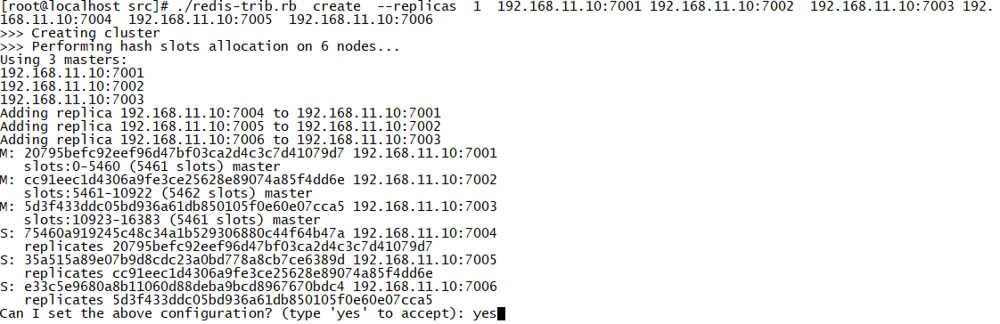 [root@localhost src]# ./redis-trib.rb  create  --replicas  1  192.168.11.10:7001 192.168.11.10:7002  192.168.11.10:7003 192.
168.11.10:7004  192.168.11.10:7005  192.168.11.10:7006
>>> Creating cluster
>>> Performing hash slots allocation on 6 nodes...
Using 3 masters:
192.168.11.10:7001
192.168.11.10:7002
192.168.11.10:7003
Adding replica 192.168.11.10:7004 to 192.168.11.10:7001
Adding replica 192.168.11.10:7005 to 192.168.11.10:7002
Adding replica 192.168.11.10:7006 to 192.168.11.10:7003
M: 20795befc92eef96d47bf03ca2d4c3c7d41079d7 192.168.11.10:7001
   slots:0-5460 (5461 slots) master
M: cc91eec1d4306a9fe3ce25628e89074a85f4dd6e 192.168.11.10:7002
   slots:5461-10922 (5462 slots) master
M: 5d3f433ddc05bd936a61db850105f0e60e07cca5 192.168.11.10:7003
   slots:10923-16383 (5461 slots) master
S: 75460a919245c48c34a1b529306880c44f64b47a 192.168.11.10:7004
   replicates 20795befc92eef96d47bf03ca2d4c3c7d41079d7
S: 35a515a89e07b9d8cdc23a0bd778a8cb7ce6389d 192.168.11.10:7005
   replicates cc91eec1d4306a9fe3ce25628e89074a85f4dd6e
S: e33c5e9680a8b11060d88deba9bcd8967670bdc4 192.168.11.10:7006
   replicates 5d3f433ddc05bd936a61db850105f0e60e07cca5
Can I set the above configuration? (type 'yes' to accept): yes